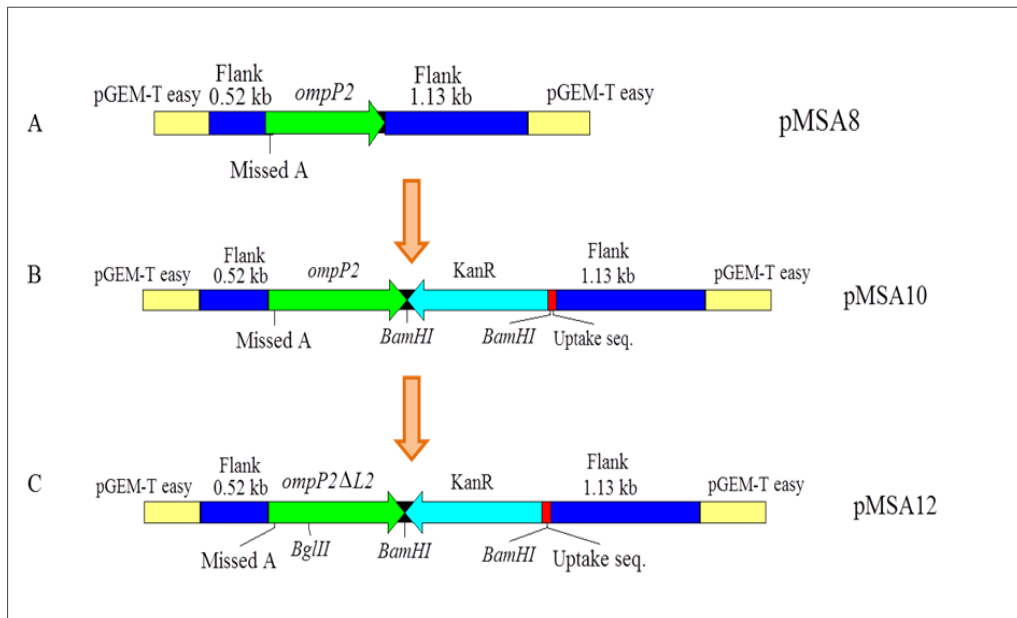 Flank Flank
pGEM-T easy 0.52 kb ompP2 1.13 kb pGEM-T easy
A pMSA8
Missed A
Flank Flank
B pGEM-T easy 0.52 kb ompP2 KanR 1.13 kb pGEM-T easy
pMSA10
Missed A BamHI BamHI Uptake seq.
Flank Flank
C pGEM-T easy 0.52 kb ompP2ΔL2 KanR 1.13 kb pGEM-T easy
pMSA12
Missed A BglII BamHI BamHI Uptake seq.